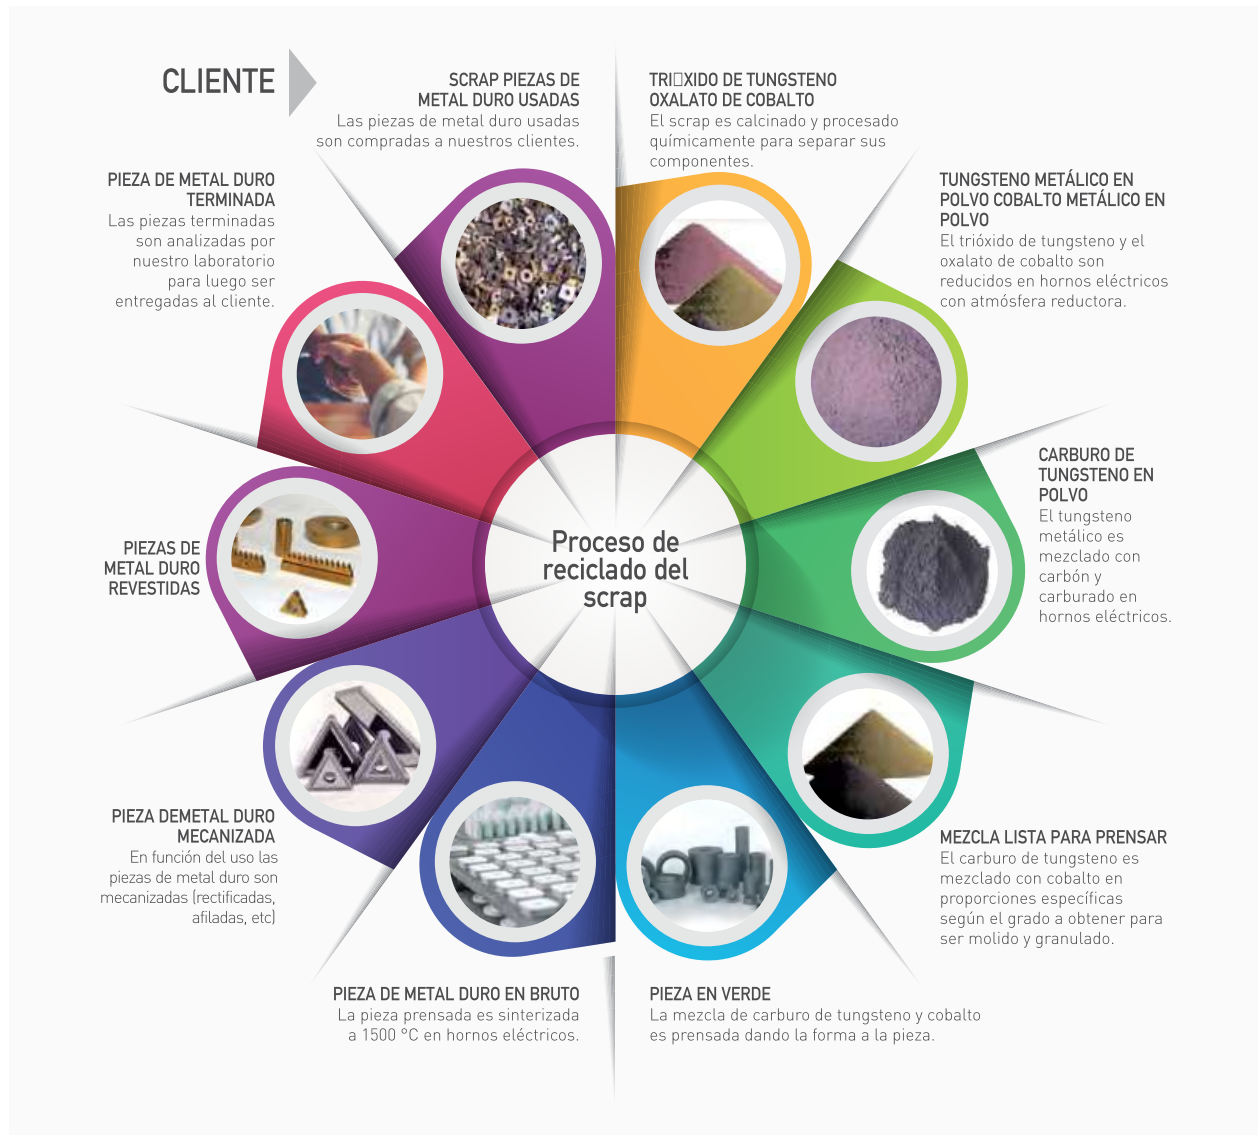 CLIENTE
SCRAP PIEZAS DE
METAL DURO USADAS
Las piezas de metal duro usadas
son compradas a nuestros clientes.
TRI□XIDO DE TUNGSTENO
OXALATO DE COBALTO
El scrap es calcinado y procesado
químicamente para separar sus
componentes.
TUNGSTENO METÁLICO EN
POLVO COBALTO METÁLICO EN
POLVO
El trióxido de tungsteno y el
oxalato de cobalto son
reducidos en hornos eléctricos
con atmósfera reductora.
CARBURO DE
TUNGSTENO EN
POLVO
El tungsteno
metálico es
mezclado con
carbón y
carburado en
hornos eléctricos.
MEZCLA LISTA PARA PRENSAR
El carburo de tungsteno es
mezclado con cobalto en
proporciones específicas
según el grado a obtener para
ser molido y granulado.
PIEZA EN VERDE
La mezcla de carburo de tungsteno y cobalto
es prensada dando la forma a la pieza.
PIEZA DE METAL DURO EN BRUTO
La pieza prensada es sinterizada
a 1500 °C en hornos eléctricos.
PIEZA DEMETAL DURO
MECANIZADA
En función del uso las
piezas de metal duro son
mecanizadas (rectificadas,
afiladas, etc)
PIEZAS DE
METAL DURO
REVESTIDAS
PIEZA DE METAL DURO
TERMINADA
Las piezas terminadas
son analizadas por
nuestro laboratorio
para luego ser
entregadas al cliente.
Proceso de
reciclado del
scrap